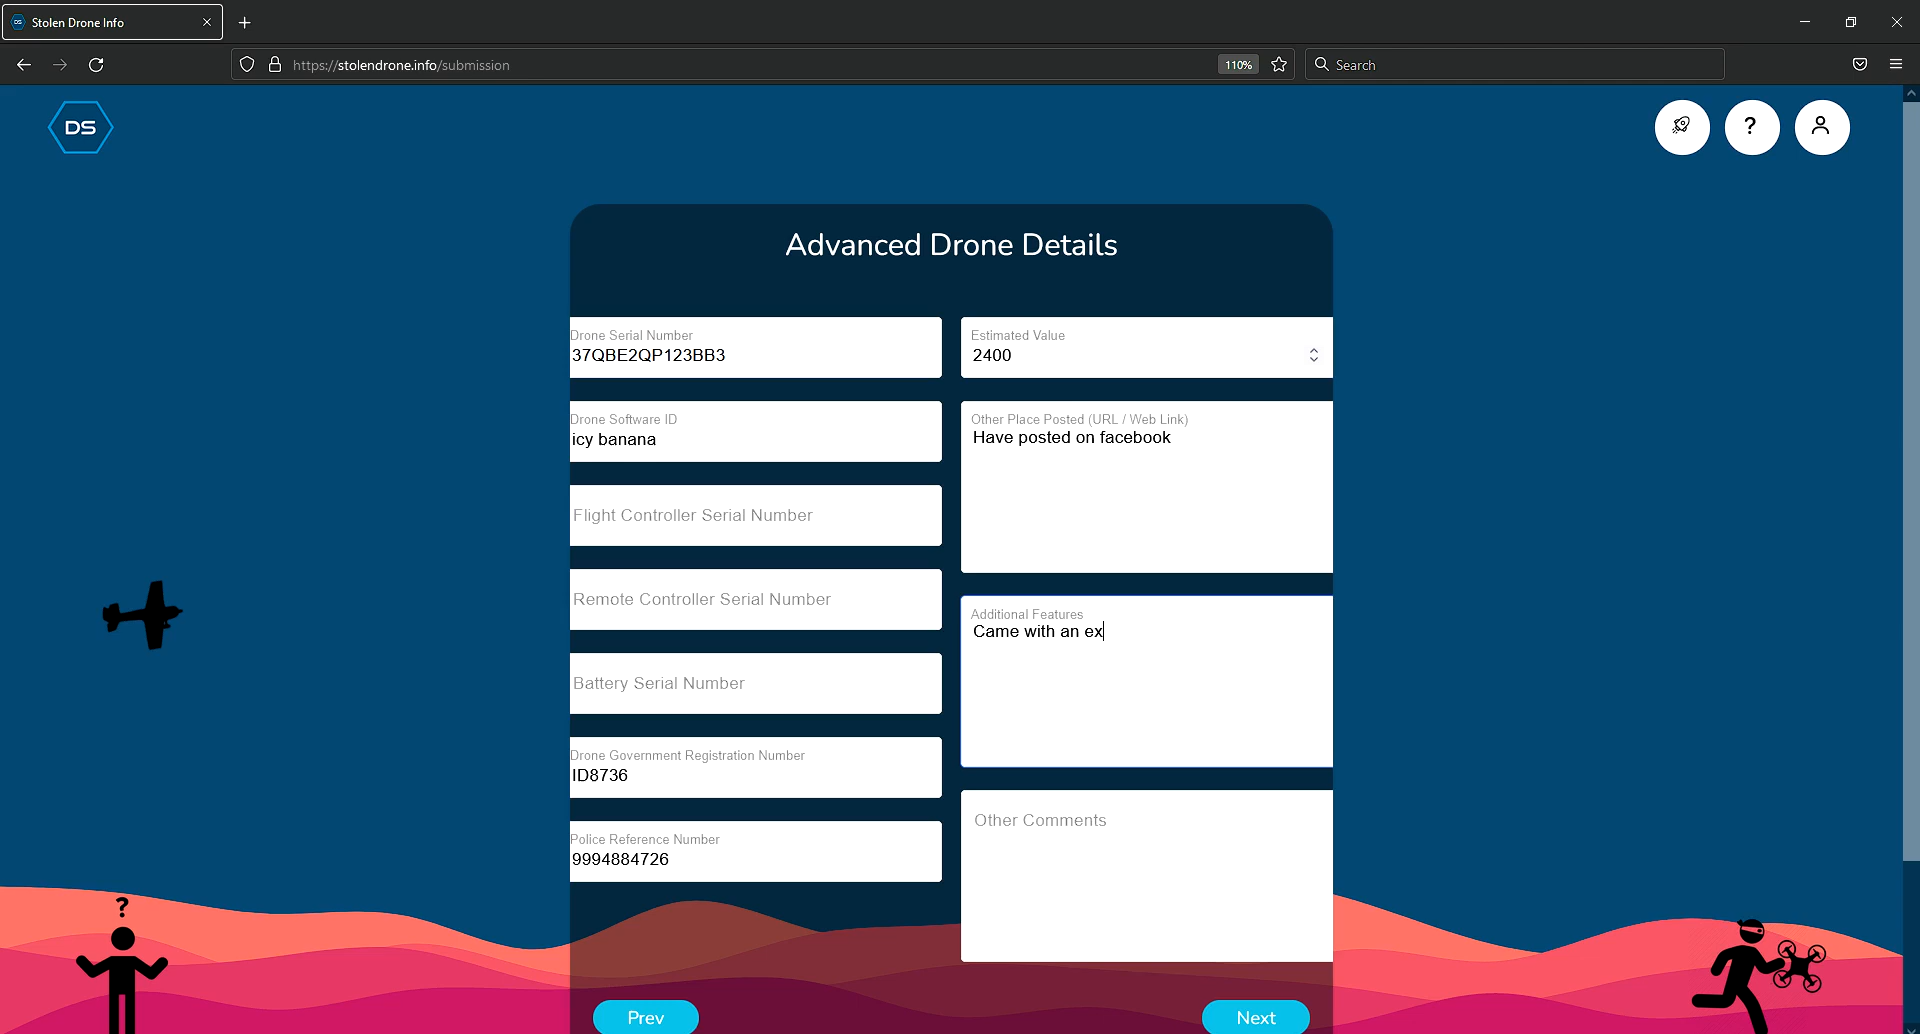 DS Stolen Drone Info
https://stolendrone.info/submission
110%
Search
DS
?
Advanced Drone Details
Drone Serial Number
37QBE2QP123BB3
Drone Software ID
icy banana
Flight Controller Serial Number
Remote Controller Serial Number
Battery Serial Number
Drone Government Registration Number
ID8736
Police Reference Number
9994884726
Estimated Value
2400
Other Place Posted (URL / Web Link)
Have posted on facebook
Additional Features
Came with an ex
Other Comments
?
Prev
Next